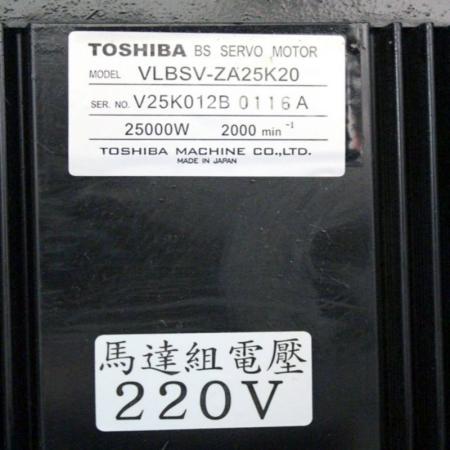 TOSHIBA BS SERVO MOTOR
MODEL VLBSV-ZA25K20
SER. NO. V25K012B 0116A
25000W 2000 min⁻¹
TOSHIBA MACHINE CO.,LTD.
MADE IN JAPAN
馬達組電壓
220V